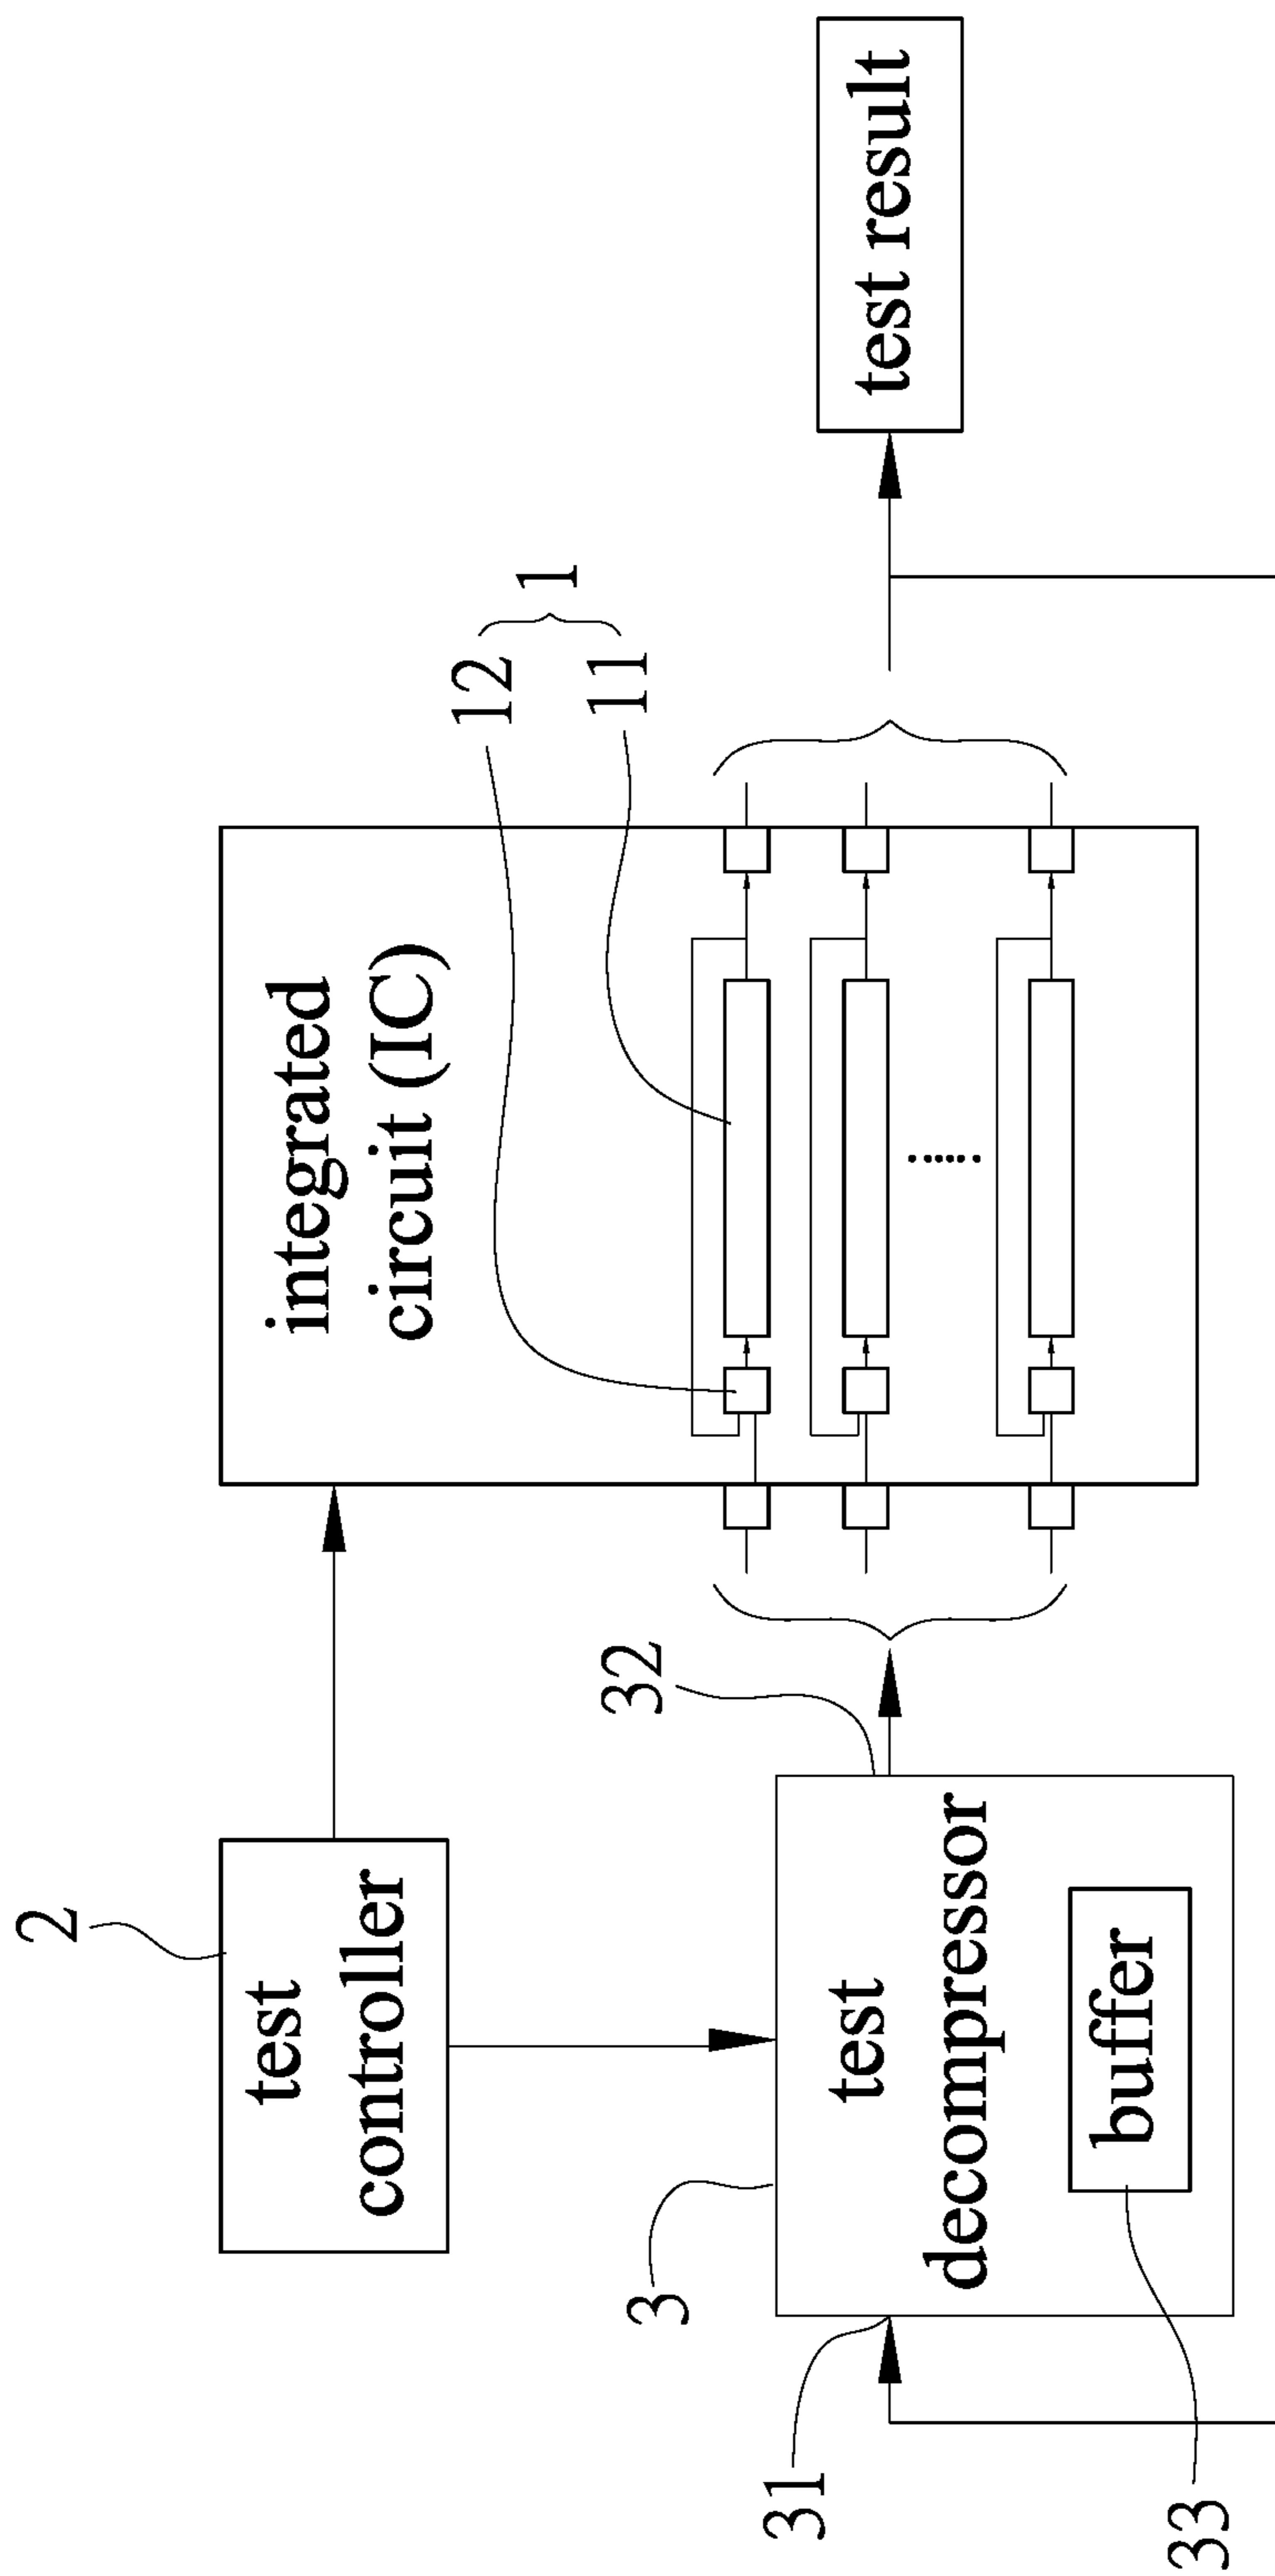 2
test
controller
integrated
circuit (IC)
12
11
1
3
32
test
decompressor
buffer
31
33
......
test result